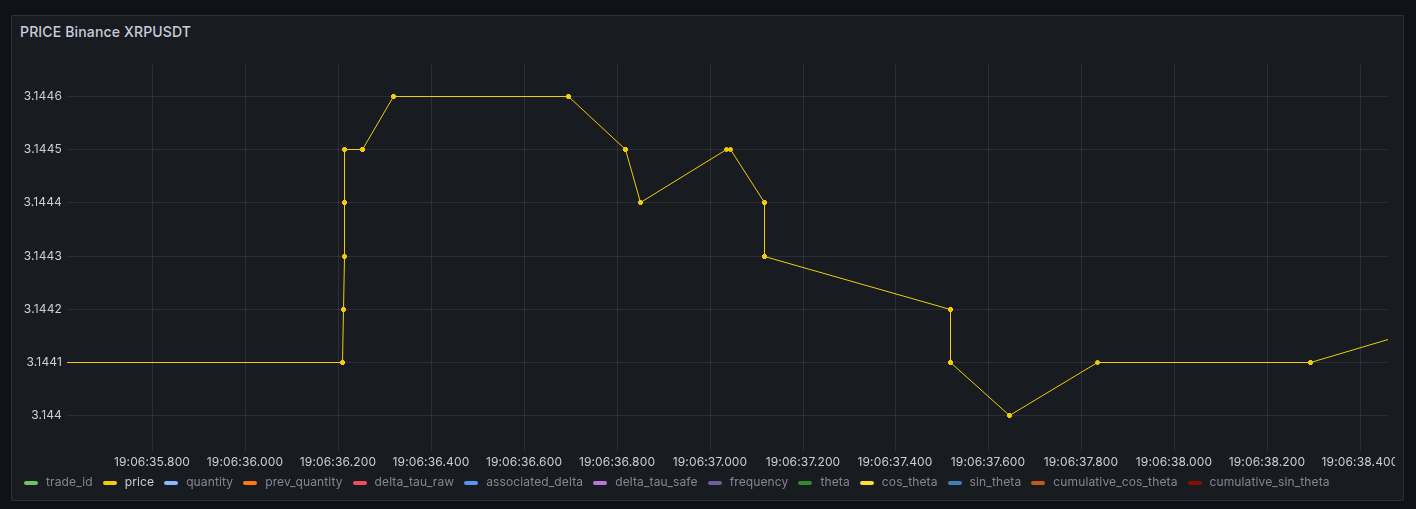 PRICE Binance XRPUSDT
3.1446
3.1445
3.1444
3.1443
3.1442
3.1441
3.144
19:06:35.800 19:06:36.000 19:06:36.200 19:06:36.400 19:06:36.600 19:06:36.800 19:06:37.000 19:06:37.200 19:06:37.400 19:06:37.600 19:06:37.800 19:06:38.000 19:06:38.200 19:06:38.400
trade_id price quantity prev_quantity delta_tau_raw associated_delta delta_tau_safe frequency theta cos_theta sin_theta cumulative_cos_theta cumulative_sin_theta